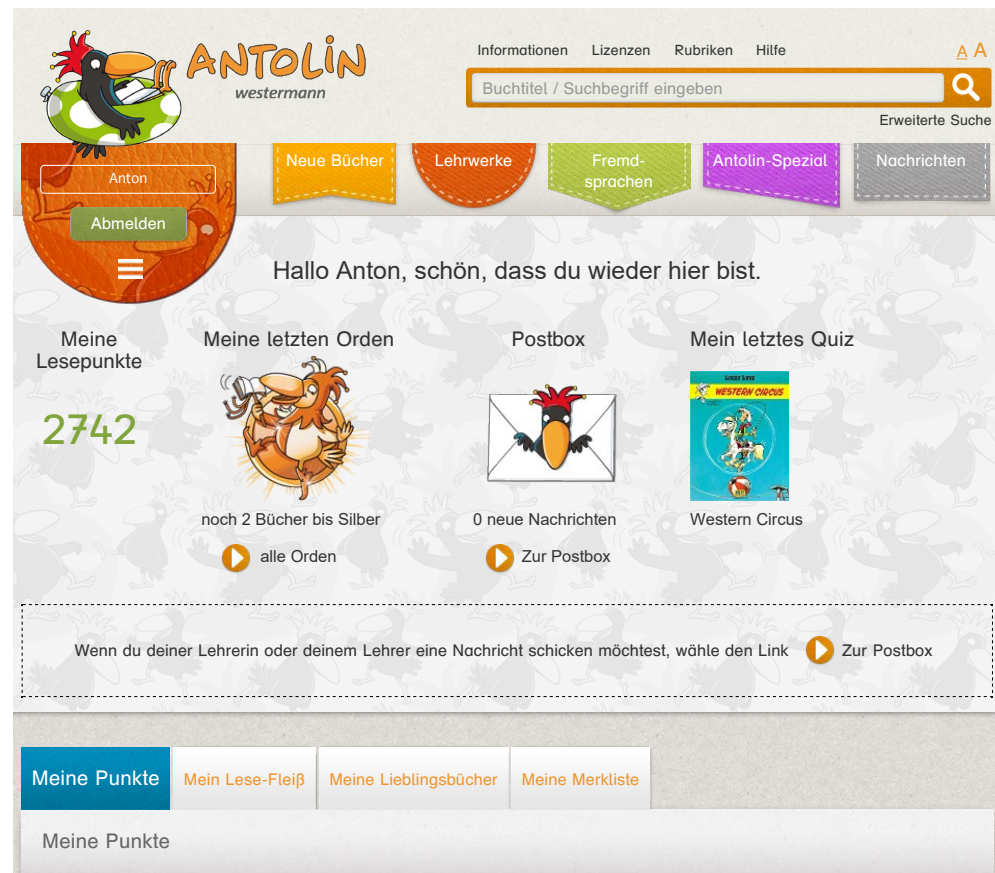 ANTOLIN
westermann
Informationen Lizenzen Rubriken Hilfe A A
Buchtitel / Suchbegriff eingeben
Erweiterte Suche
Anton
Abmelden
Neue Bücher
Lehrwerke
Fremd-
sprachen
Antolin-Spezial
Nachrichten
Hallo Anton, schön, dass du wieder hier bist.
Meine
Lesepunkte
2742
Meine letzten Orden
noch 2 Bücher bis Silber
alle Orden
Postbox
0 neue Nachrichten
Zur Postbox
Mein letztes Quiz
LUCKY LUKE
WESTERN CIRCUS
Western Circus
Wenn du deiner Lehrerin oder deinem Lehrer eine Nachricht schicken möchtest, wähle den Link Zur Postbox
Meine Punkte Mein Lese-Fleiß Meine Lieblingsbücher Meine Merkliste
Meine Punkte